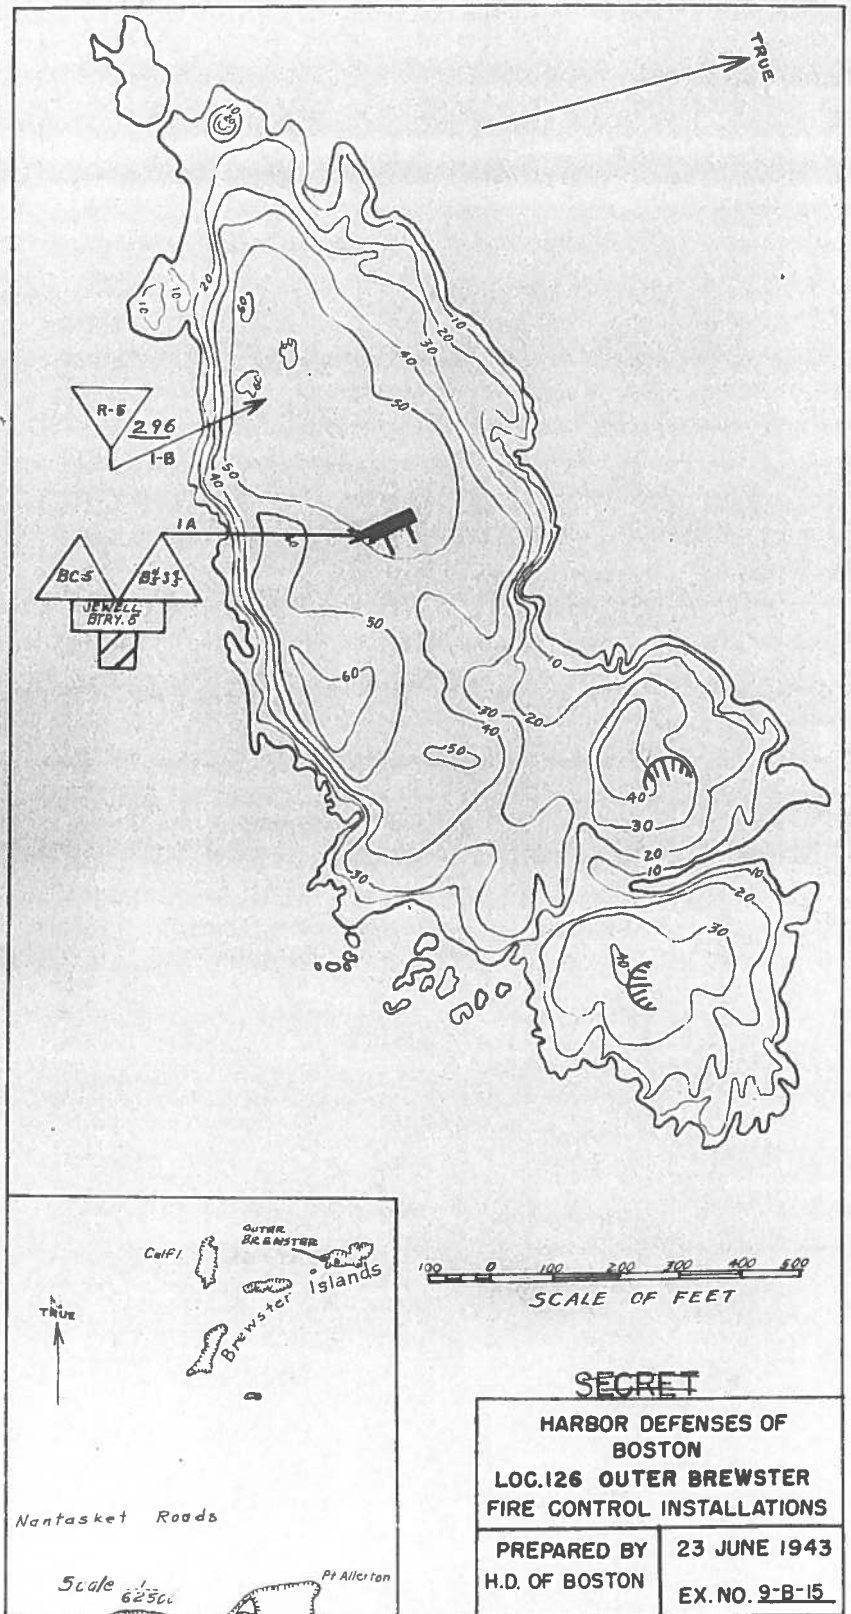 TRUE
10
20
20
10
10
60
10
20
30
40
60
50
R-5
2.96
1-B
50
40
1A
BC-5
JEWELL
BTRY. 5
50
10
60
30
20
40
50
40
30
20
10
30
10
20
30
40
OUTER
BREWSTER
Calf I.
Brewster Islands
TRUE
100 0 100 200 300 400 500
SCALE OF FEET
SECRET
HARBOR DEFENSES OF
BOSTON
LOC.126 OUTER BREWSTER
FIRE CONTROL INSTALLATIONS
PREPARED BY
H.D. OF BOSTON
23 JUNE 1943
EX. NO. 9-B-15
Nantasket Roads
Pt Allerton
Scale